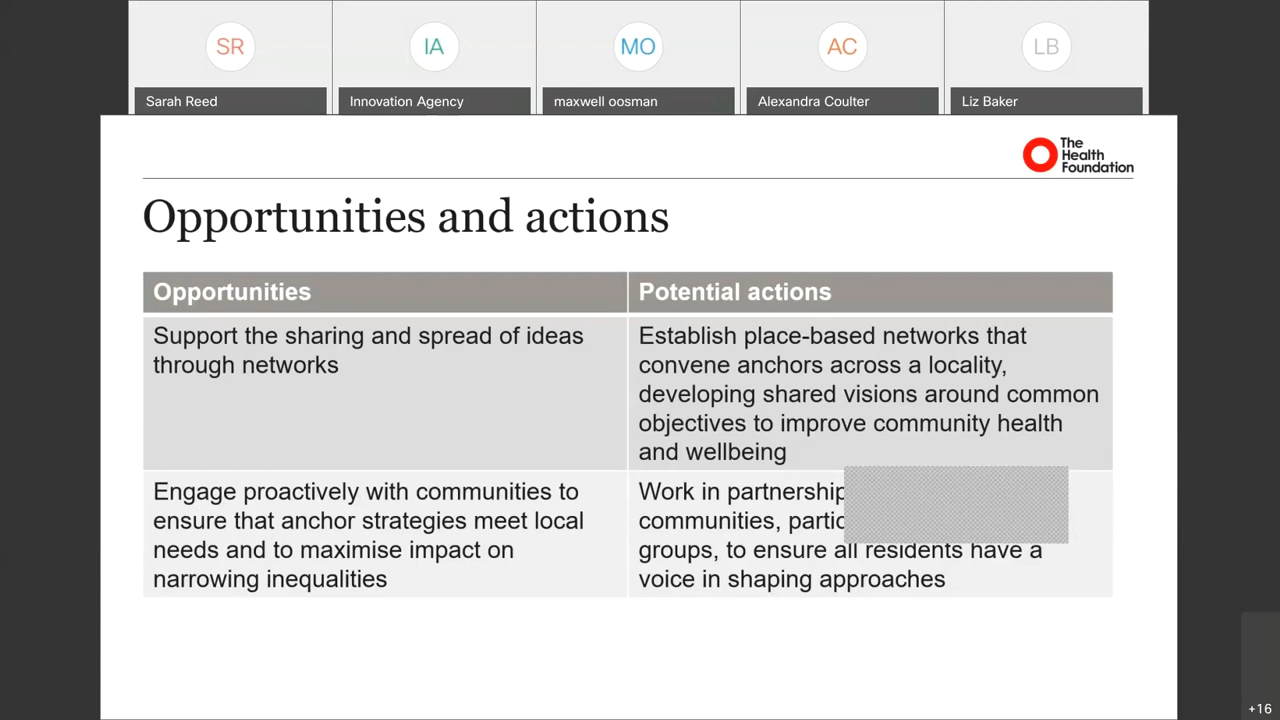 SR
IA
MO
AC
LB
Sarah Reed
Innovation Agency
maxwell oosman
Alexandra Coulter
Liz Baker
The
Health
Foundation
Opportunities and actions
Opportunities
Potential actions
Support the sharing and spread of ideas
through networks
Establish place-based networks that
convene anchors across a locality,
developing shared visions around common
objectives to improve community health
and wellbeing
Engage proactively with communities to
ensure that anchor strategies meet local
needs and to maximise impact on
narrowing inequalities
Work in partnership
communities,
groups, to ensure all residents have a
voice in shaping approaches
+16